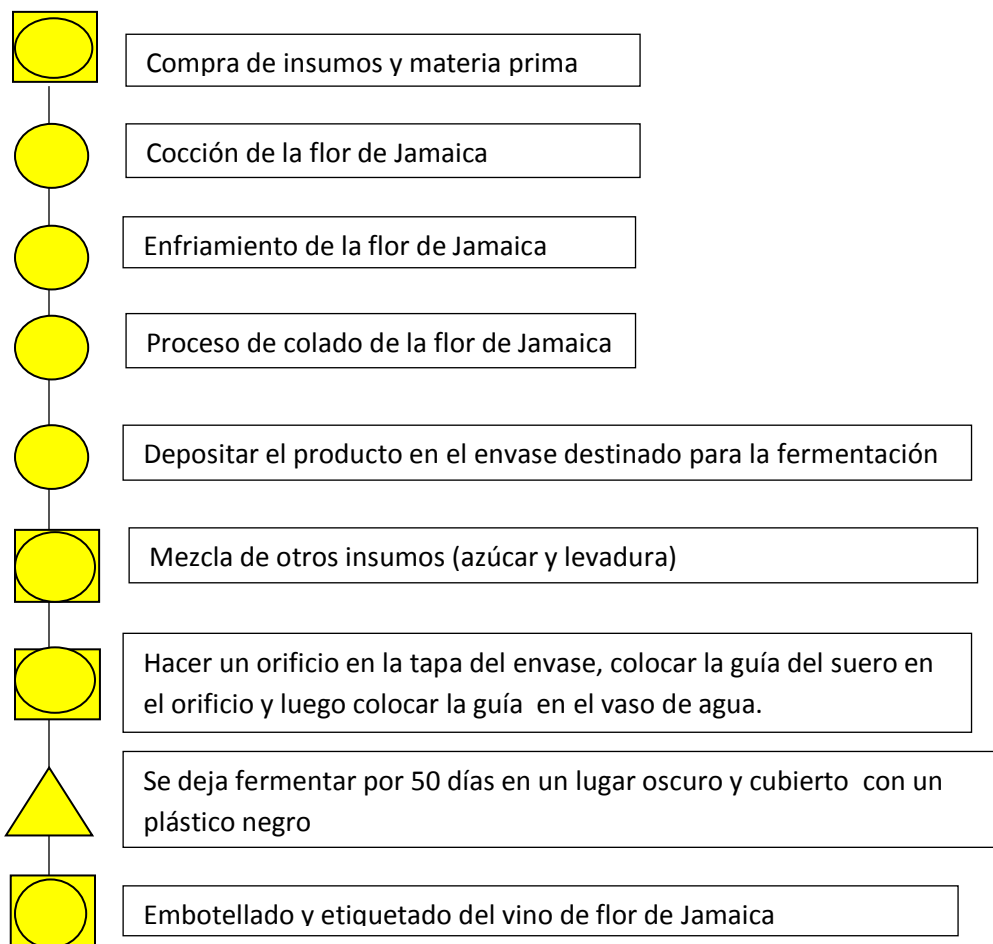 Compra de insumos y materia prima
Cocción de la flor de Jamaica
Enfriamiento de la flor de Jamaica
Proceso de colado de la flor de Jamaica
Depositar el producto en el envase destinado para la fermentación
Mezcla de otros insumos (azúcar y levadura)
Hacer un orificio en la tapa del envase, colocar la guía del suero en
el orificio y luego colocar la guía en el vaso de agua.
Se deja fermentar por 50 días en un lugar oscuro y cubierto con un
plástico negro
Embotellado y etiquetado del vino de flor de Jamaica